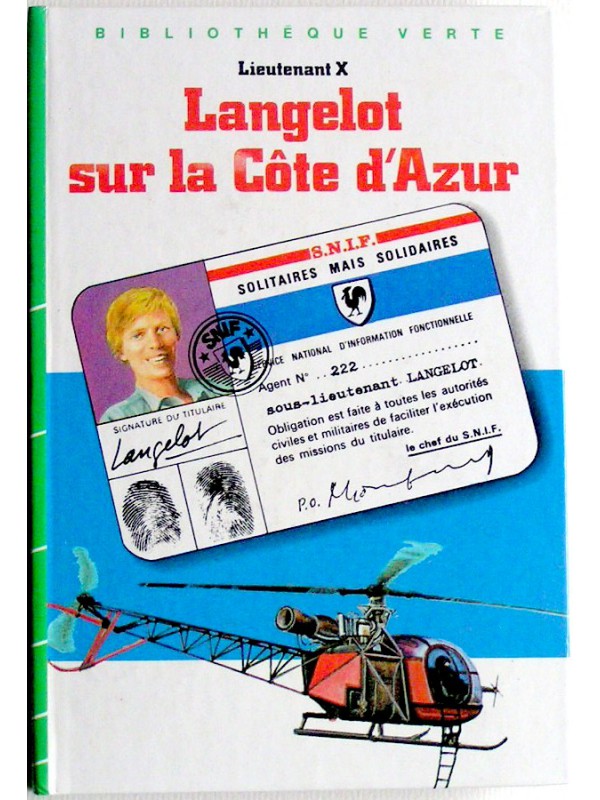 BIBLIOTHÈQUE VERTE
Lieutenant X
Langelot
sur la Côte d'Azur
S.N.I.F.
SOLITAIRES MAIS SOLIDAIRES
SNIF
SERVICE NATIONAL D'INFORMATION FONCTIONNELLE
Agent N° ..222..................
sous-lieutenant LANGELOT.
Obligation est faite à toutes les autorités
civiles et militaires de faciliter l'exécution
des missions du titulaire.
le chef du S.N.I.F.
SIGNATURE DU TITULAIRE
Langelot
P.O.